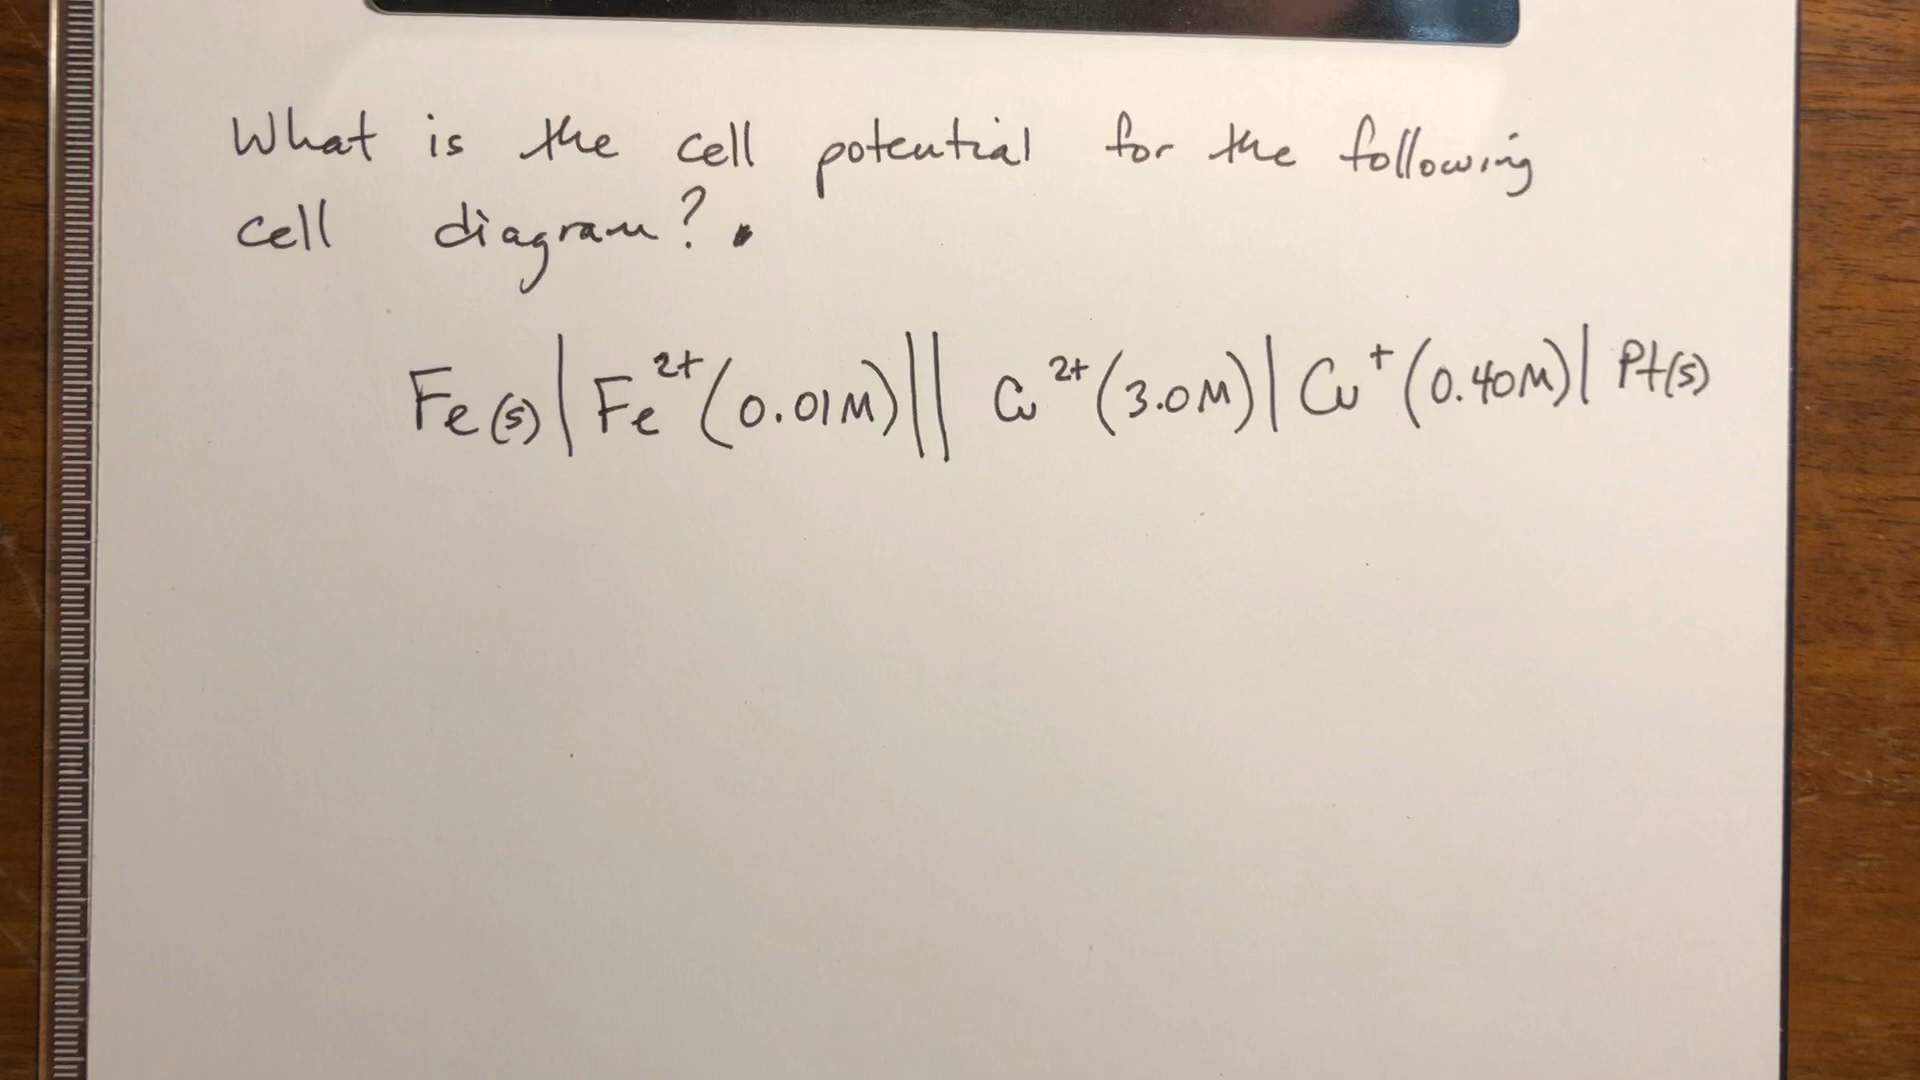 What is the cell potential for the following
cell diagram?
Fe(s) | Fe²⁺(0.01M) || Cu²⁺(3.0M) | Cu⁺(0.40M) | Pt(s)